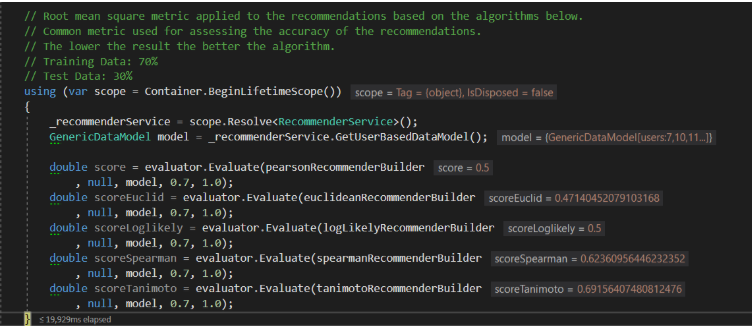 // Root mean square metric applied to the recommendations based on the algorithms below.
// Common metric used for assessing the accuracy of the recommendations.
// The lower the result the better the algorithm.
// Training Data: 70%
// Test Data: 30%
using (var scope = Container.BeginLifetimeScope()) scope = Tag = {object}, IsDisposed = false
{
_recommenderService = scope.Resolve<RecommenderService>();
GenericDataModel model = _recommenderService.GetUserBasedDataModel(); model = {GenericDataModel[users:7,10,11...]}
double score = evaluator.Evaluate(pearsonRecommenderBuilder score = 0.5
, null, model, 0.7, 1.0);
double scoreEuclid = evaluator.Evaluate(euclideanRecommenderBuilder scoreEuclid = 0.47140452079103168
, null, model, 0.7, 1.0);
double scoreLoglikely = evaluator.Evaluate(logLikelyRecommenderBuilder scoreLoglikely = 0.5
, null, model, 0.7, 1.0);
double scoreSpearman = evaluator.Evaluate(spearmanRecommenderBuilder scoreSpearman = 0.62360956446232352
, null, model, 0.7, 1.0);
double scoreTanimoto = evaluator.Evaluate(tanimotoRecommenderBuilder scoreTanimoto = 0.69156407480812476
, null, model, 0.7, 1.0);
} ≤ 19,929ms elapsed